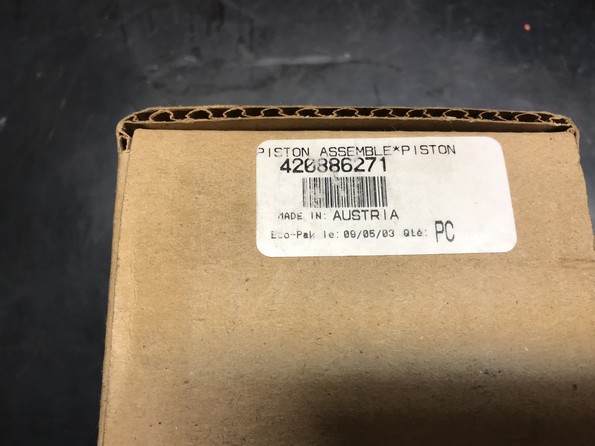 PISTON ASSEMBLE*PISTON
420886271
MADE IN: AUSTRIA
Eco-Pak le: 09/05/03 Qté: PC